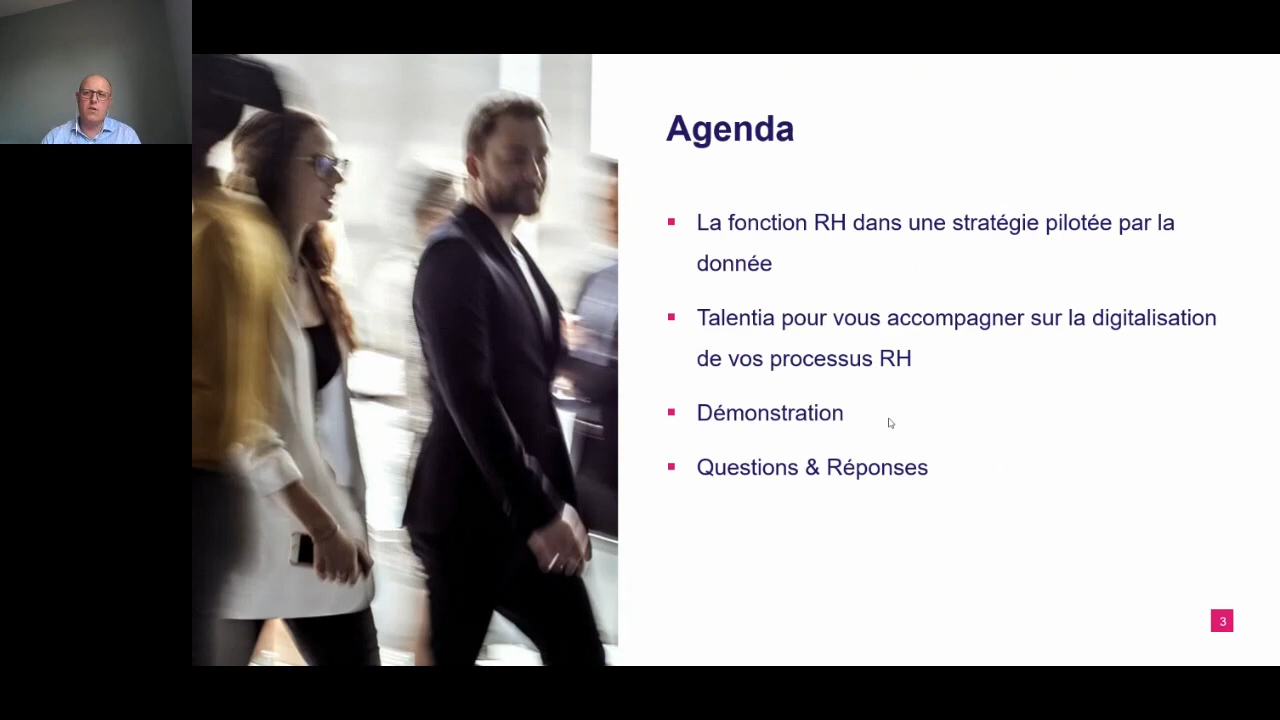 Agenda
La fonction RH dans une stratégie pilotée par la
donnée
Talentia pour vous accompagner sur la digitalisation
de vos processus RH
Démonstration
Questions & Réponses
3